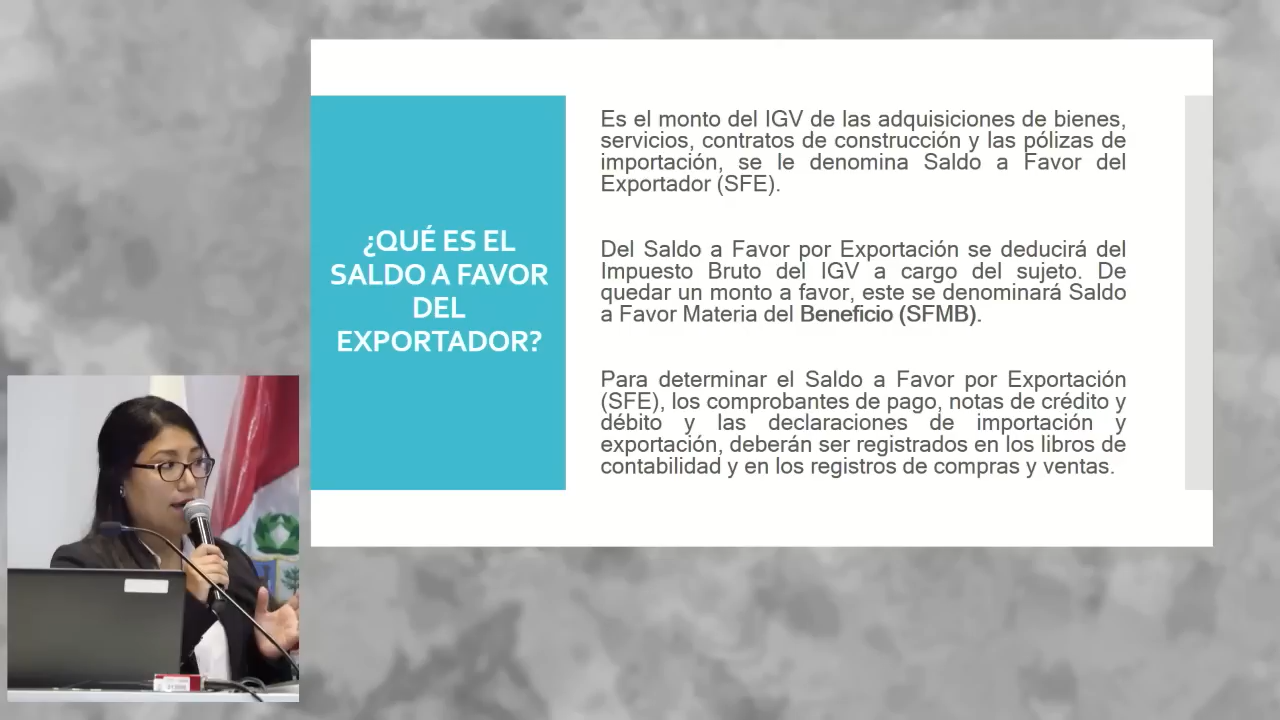 ¿QUÉ ES EL
SALDO A FAVOR
DEL
EXPORTADOR?
Es el monto del IGV de las adquisiciones de bienes,
servicios, contratos de construcción y las pólizas de
importación, se le denomina Saldo a Favor del
Exportador (SFE).
Del Saldo a Favor por Exportación se deducirá del
Impuesto Bruto del IGV a cargo del sujeto. De
quedar un monto a favor, este se denominará Saldo
a Favor Materia del Beneficio (SFMB).
Para determinar el Saldo a Favor por Exportación
(SFE), los comprobantes de pago, notas de crédito y
débito y las declaraciones de importación y
exportación, deberán ser registrados en los libros de
contabilidad y en los registros de compras y ventas.